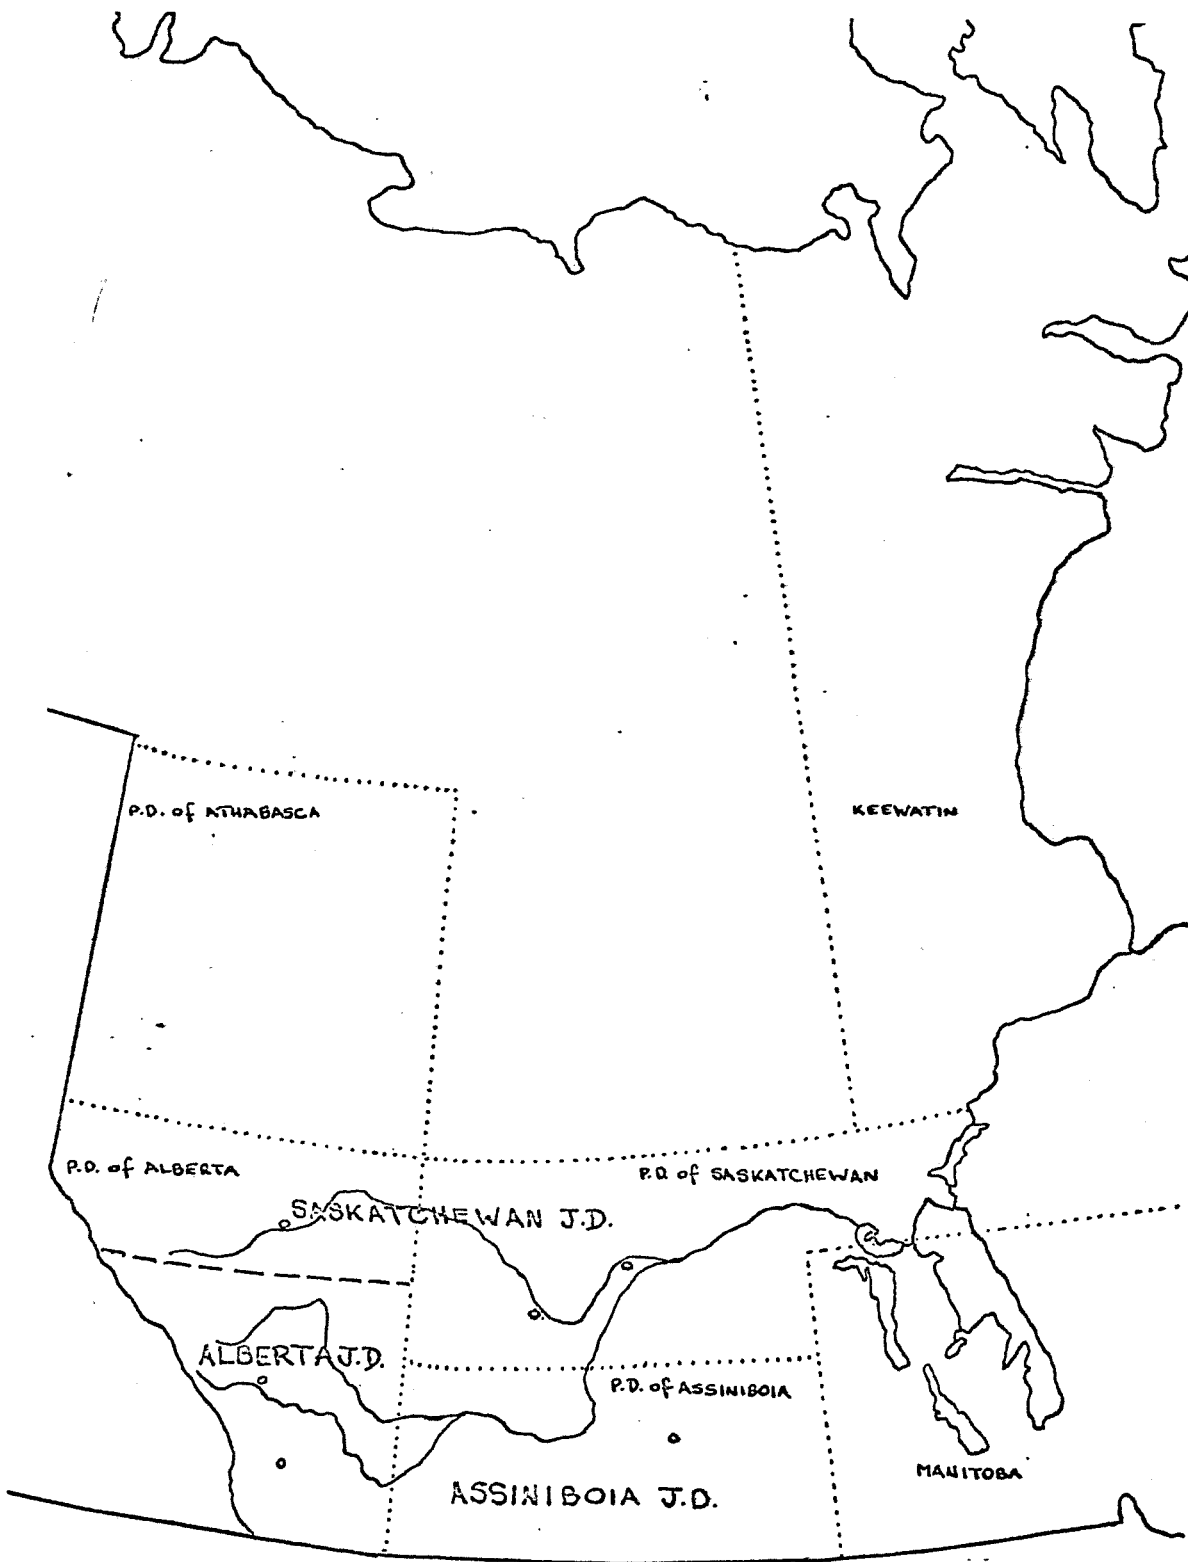 P.D. of ATHABASCA
KEEWATIN
P.D. of ALBERTA
P.D. of SASKATCHEWAN
SASKATCHEWAN J.D.
ALBERTA J.D.
P.D. of ASSINIBOIA
MANITOBA
ASSINIBOIA J.D.